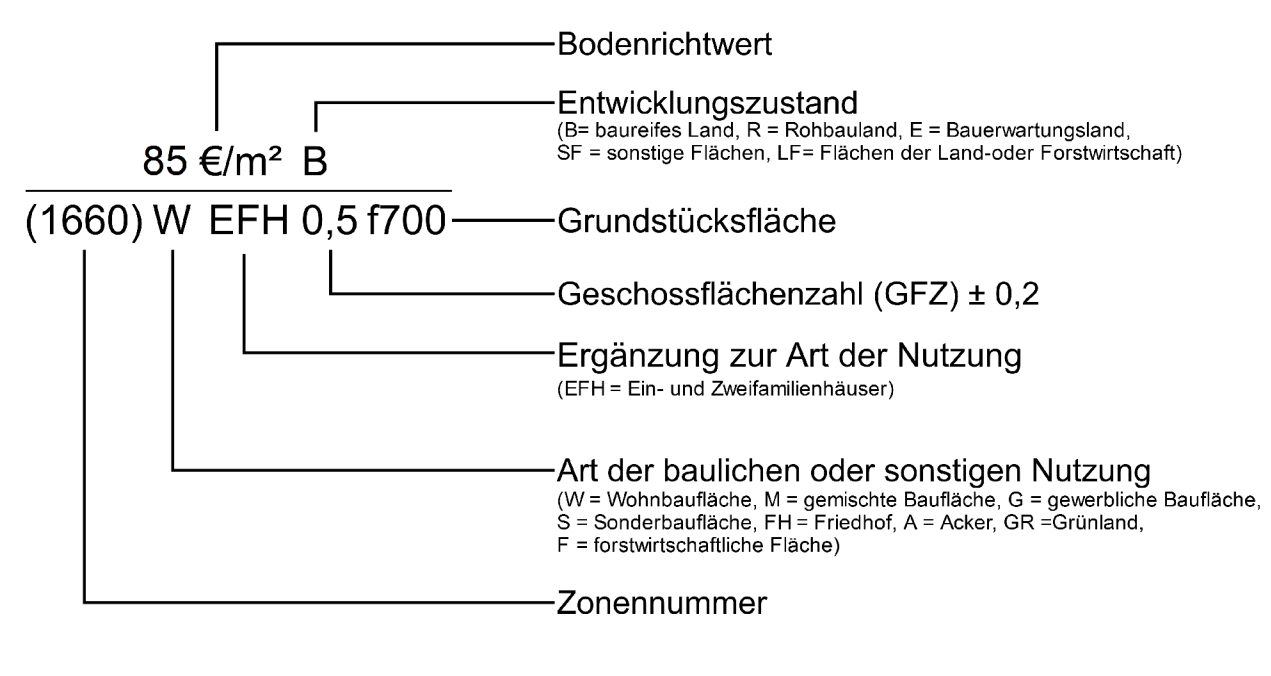 Bodenrichtwert
Entwicklungszustand
(B= baureifes Land, R = Rohbauland, E = Bauerwartungsland,
SF = sonstige Flächen, LF= Flächen der Land-oder Forstwirtschaft)
85 €/m² B
(1660) W EFH 0,5 f700
Grundstücksfläche
Geschossflächenzahl (GFZ) ± 0,2
Ergänzung zur Art der Nutzung
(EFH = Ein- und Zweifamilienhäuser)
Art der baulichen oder sonstigen Nutzung
(W = Wohnbaufläche, M = gemischte Baufläche, G = gewerbliche Baufläche,
S = Sonderbaufläche, FH = Friedhof, A = Acker, GR =Grünland,
F = forstwirtschaftliche Fläche)
Zonennummer